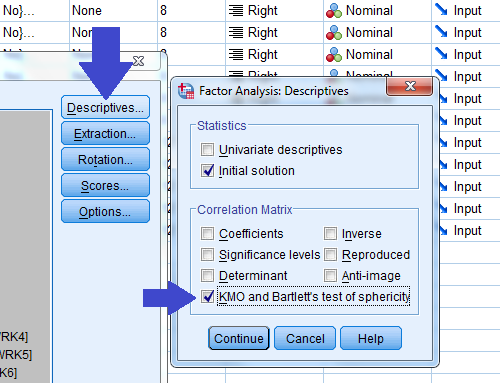 No}... None 8 Right Nominal Input
No}... None 8 Right Nominal Input
No}... None 8 Right Nominal Input
Right Nominal Input
Input
Input
Input
Input
Input
Input
Input
Descriptives...
Extraction...
Rotation...
Scores...
Options...
WRK4]
WRK5]
K6]
Factor Analysis: Descriptives
Statistics
Univariate descriptives
Initial solution
Correlation Matrix
Coefficients Inverse
Significance levels Reproduced
Determinant Anti-image
KMO and Bartlett's test of sphericity
Continue Cancel Help